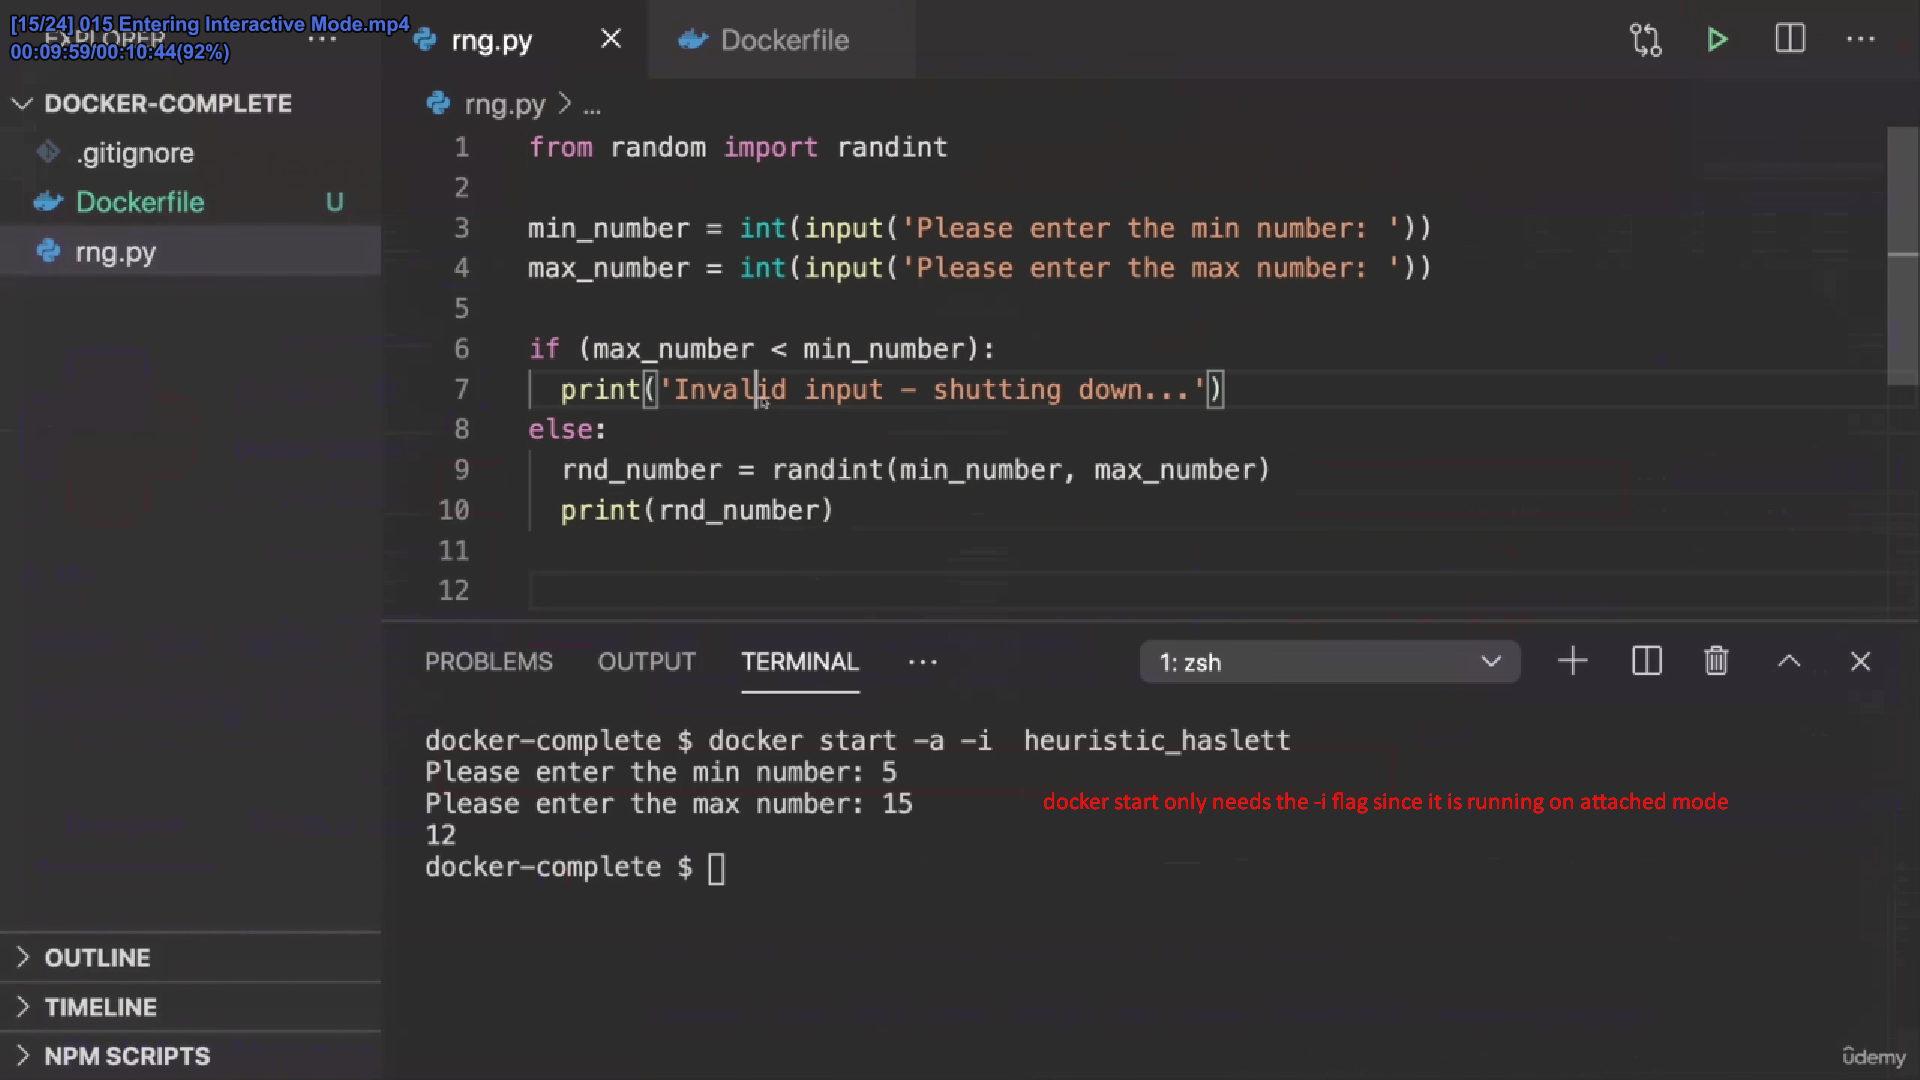 [15/24] 015 Entering Interactive Mode.mp4
00:09:59/00:10:44(92%)
EXPLORER ...
rng.py
Dockerfile
DOCKER-COMPLETE
.gitignore
Dockerfile U
rng.py
rng.py > ...
1 from random import randint
2
3 min_number = int(input('Please enter the min number: '))
4 max_number = int(input('Please enter the max number: '))
5
6 if (max_number < min_number):
7 print('Invalid input - shutting down...')
8 else:
9 rnd_number = randint(min_number, max_number)
10 print(rnd_number)
11
12
PROBLEMS OUTPUT TERMINAL ... 1: zsh
docker-complete $ docker start -a -i  heuristic_haslett
Please enter the min number: 5
Please enter the max number: 15
docker start only needs the -i flag since it is running on attached mode
12
docker-complete $
OUTLINE
TIMELINE
NPM SCRIPTS
ûdemy